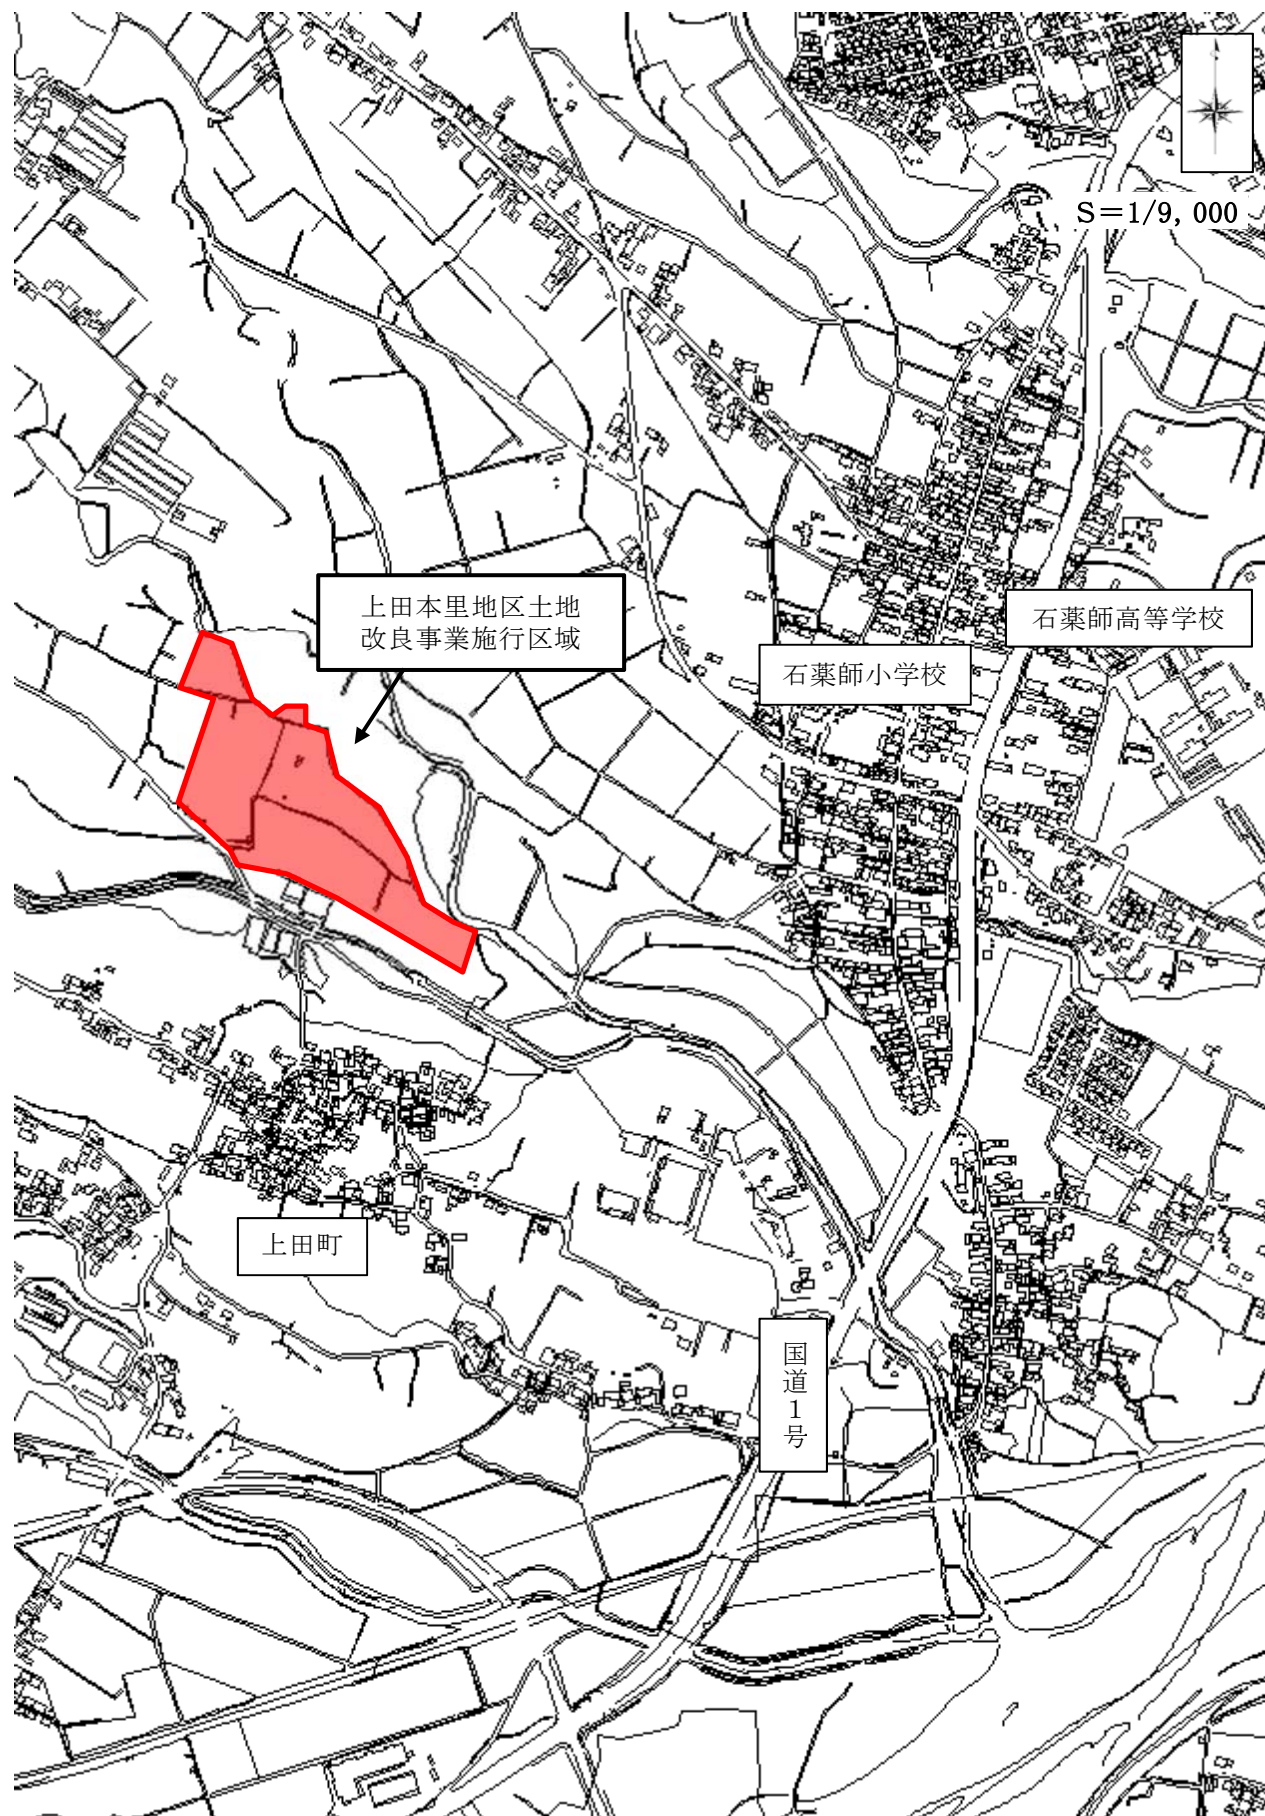 S=1/9,000
上田本里地区土地
改良事業施行区域
石薬師高等学校
石薬師小学校
上田町
国道1号